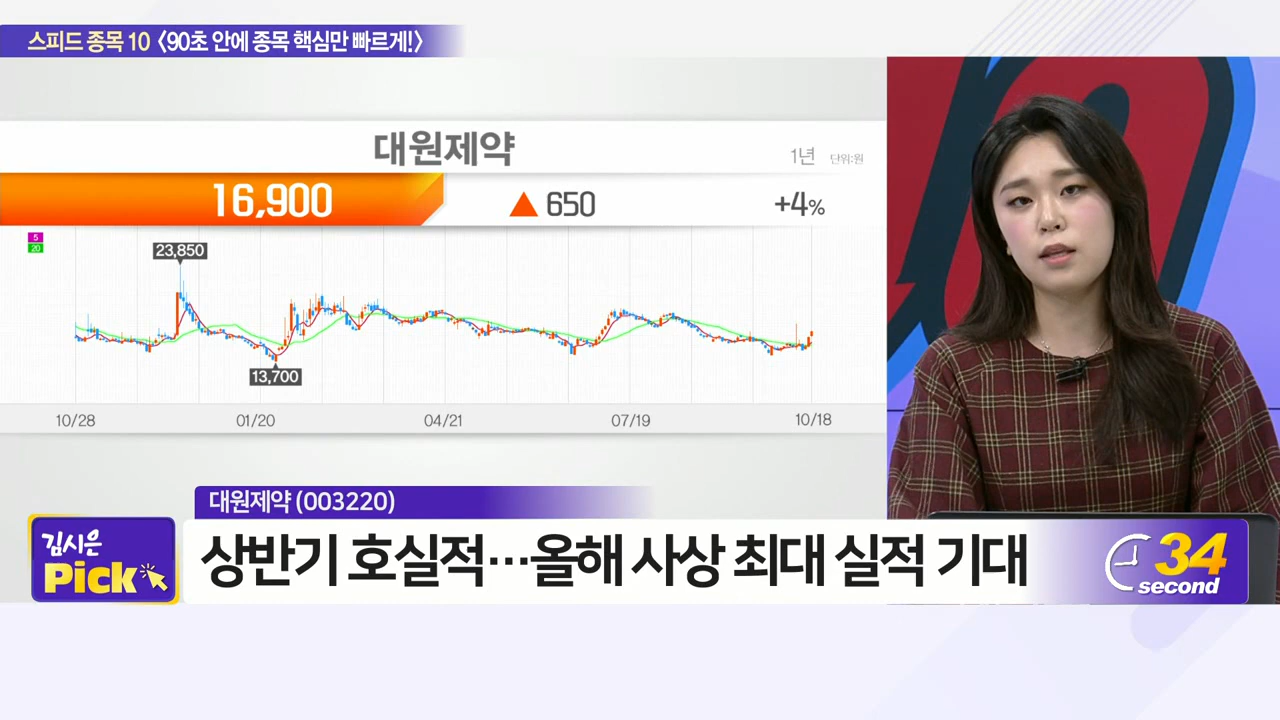 스피드 종목 10 〈90초 안에 종목 핵심만 빠르게!〉
대원제약
1년 단위:원
16,900 ▲ 650 +4%
5
20
23,850
13,700
10/28 01/20 04/21 07/19 10/18
대원제약 (003220)
김시은
Pick
상반기 호실적…올해 사상 최대 실적 기대
34
second